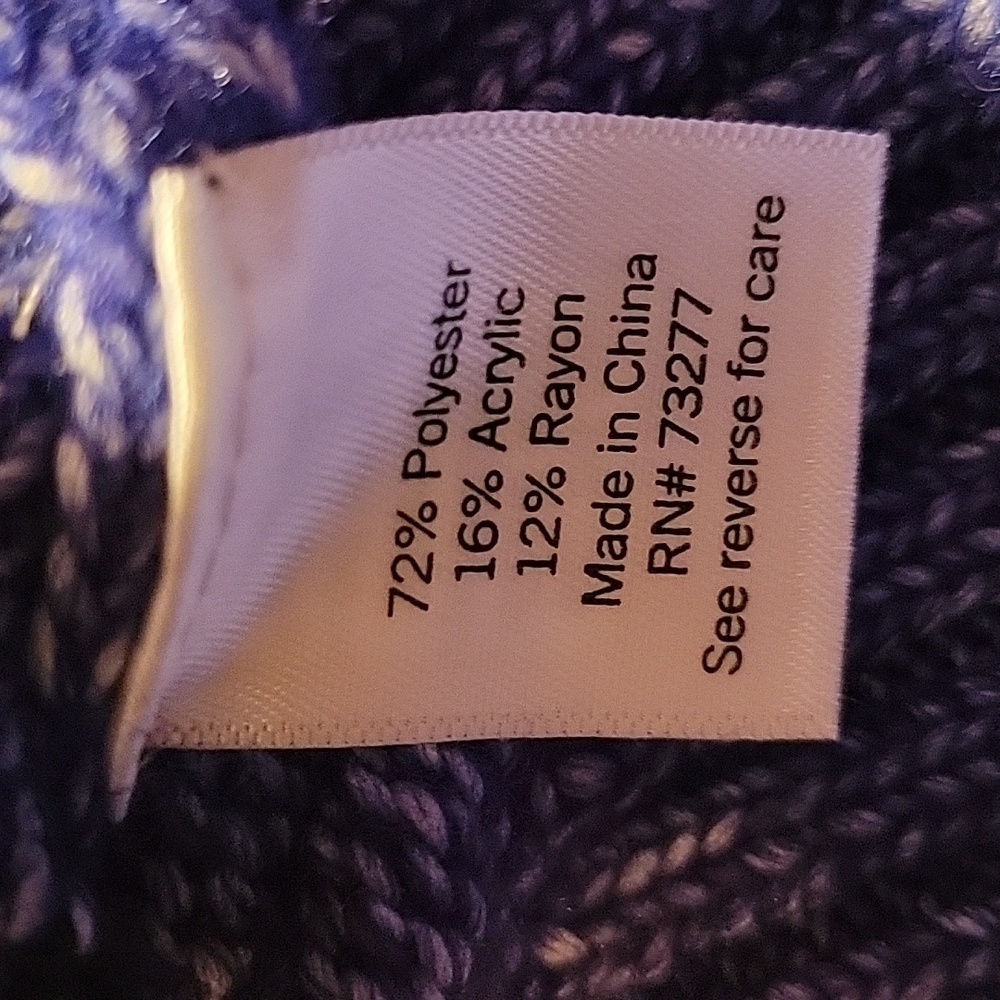 72% Polyester
16% Acrylic
12% Rayon
Made in China
RN# 73277
See reverse for care